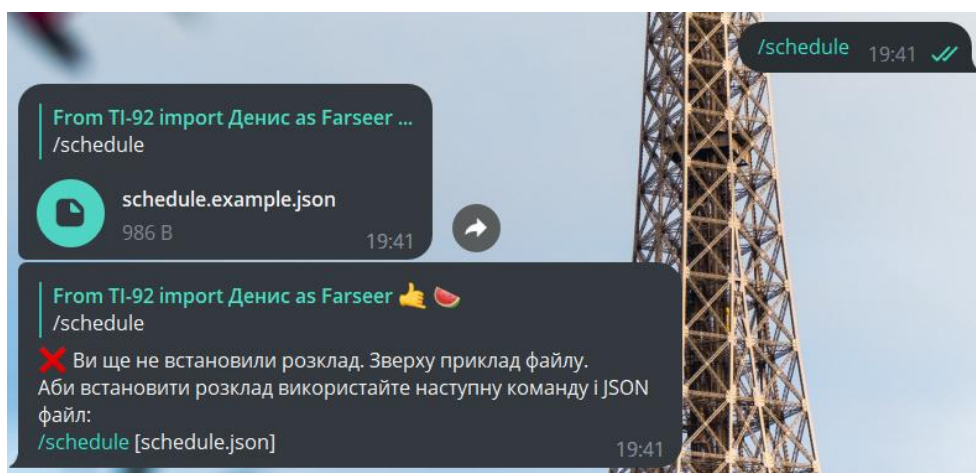 /schedule 19:41
From TI-92 import Денис as Farseer ...
/schedule
schedule.example.json
986 B 19:41
From TI-92 import Денис as Farseer 🤙 🍉
/schedule
❌ Ви ще не встановили розклад. Зверху приклад файлу.
Аби встановити розклад використайте наступну команду і JSON
файл:
/schedule [schedule.json] 19:41